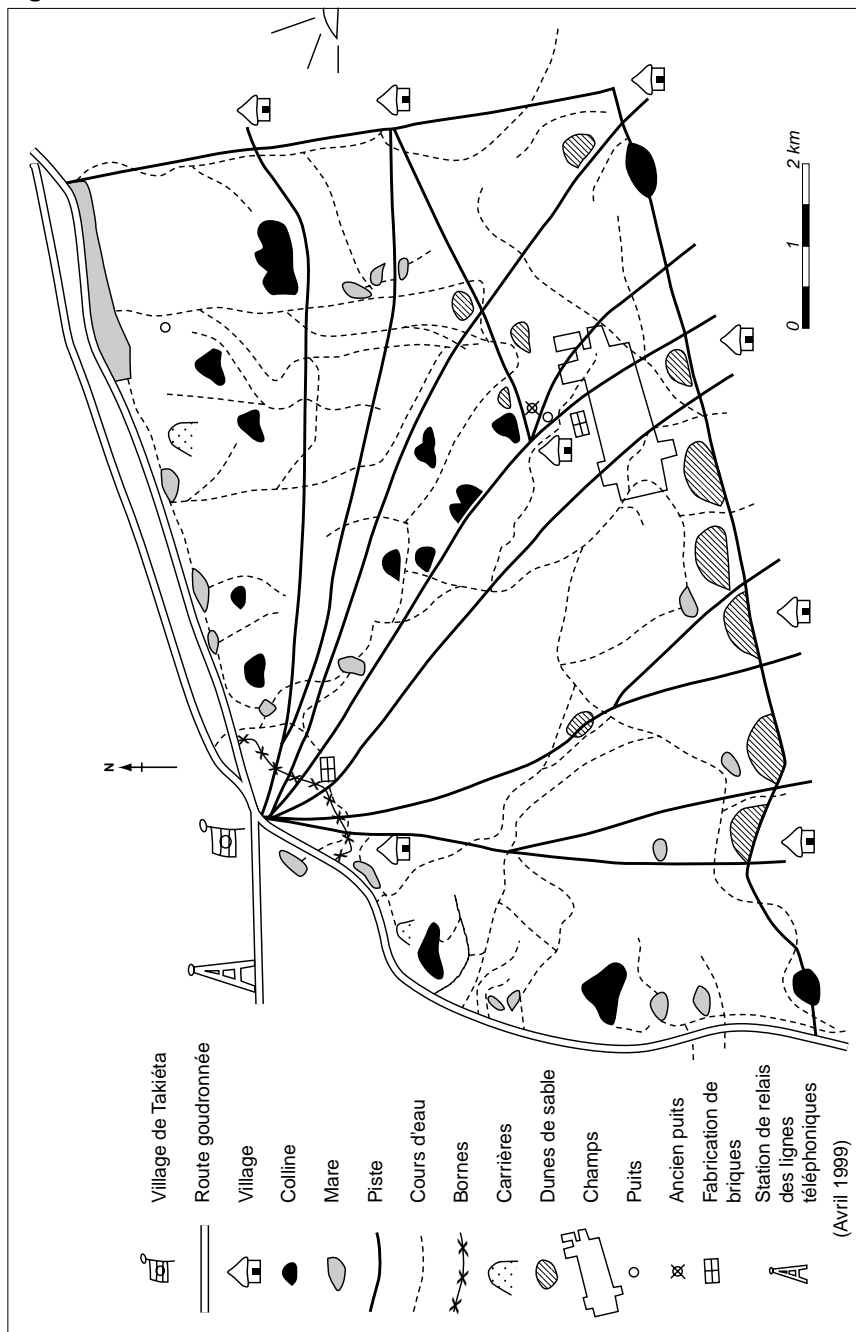 N
0
1
2 km
Village de Takiéta
Route goudronnée
Village
Colline
Mare
Piste
Cours d'eau
Bornes
Carrières
Dunes de sable
Champs
Puits
Ancien puits
Fabrication de
briques
Station de relais
des lignes
téléphoniques
(Avril 1999)